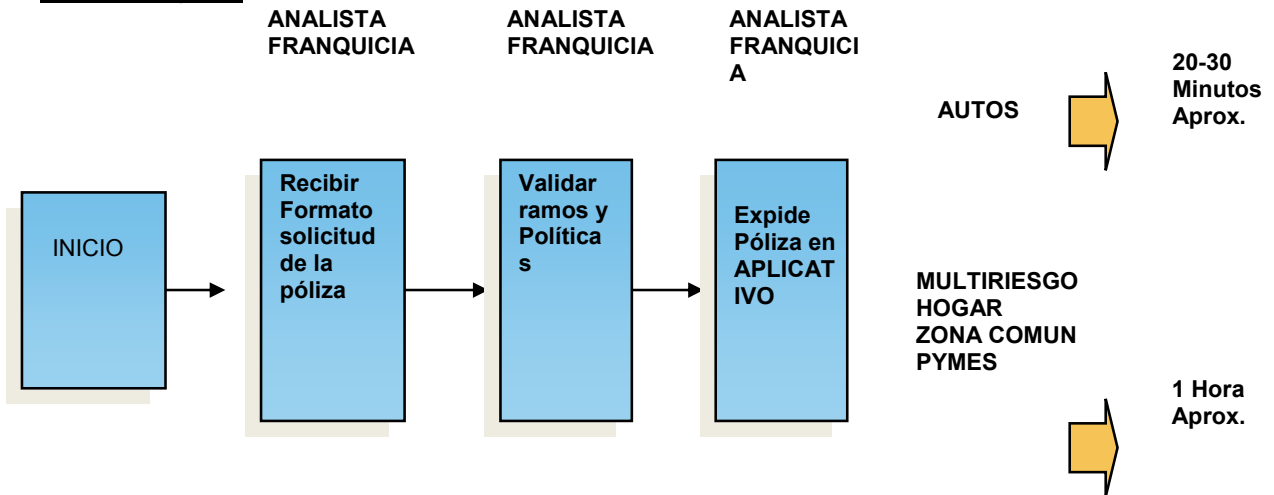 ANALISTA
FRANQUICIA
ANALISTA
FRANQUICIA
ANALISTA
FRANQUICI
A
20-30
Minutos
Aprox.
AUTOS
INICIO
Recibir
Formato
solicitud
de la
póliza
Validar
ramos y
Política
s
Expide
Póliza en
APLICAT
IVO
MULTIRIESGO
HOGAR
ZONA COMUN
PYMES
1 Hora
Aprox.